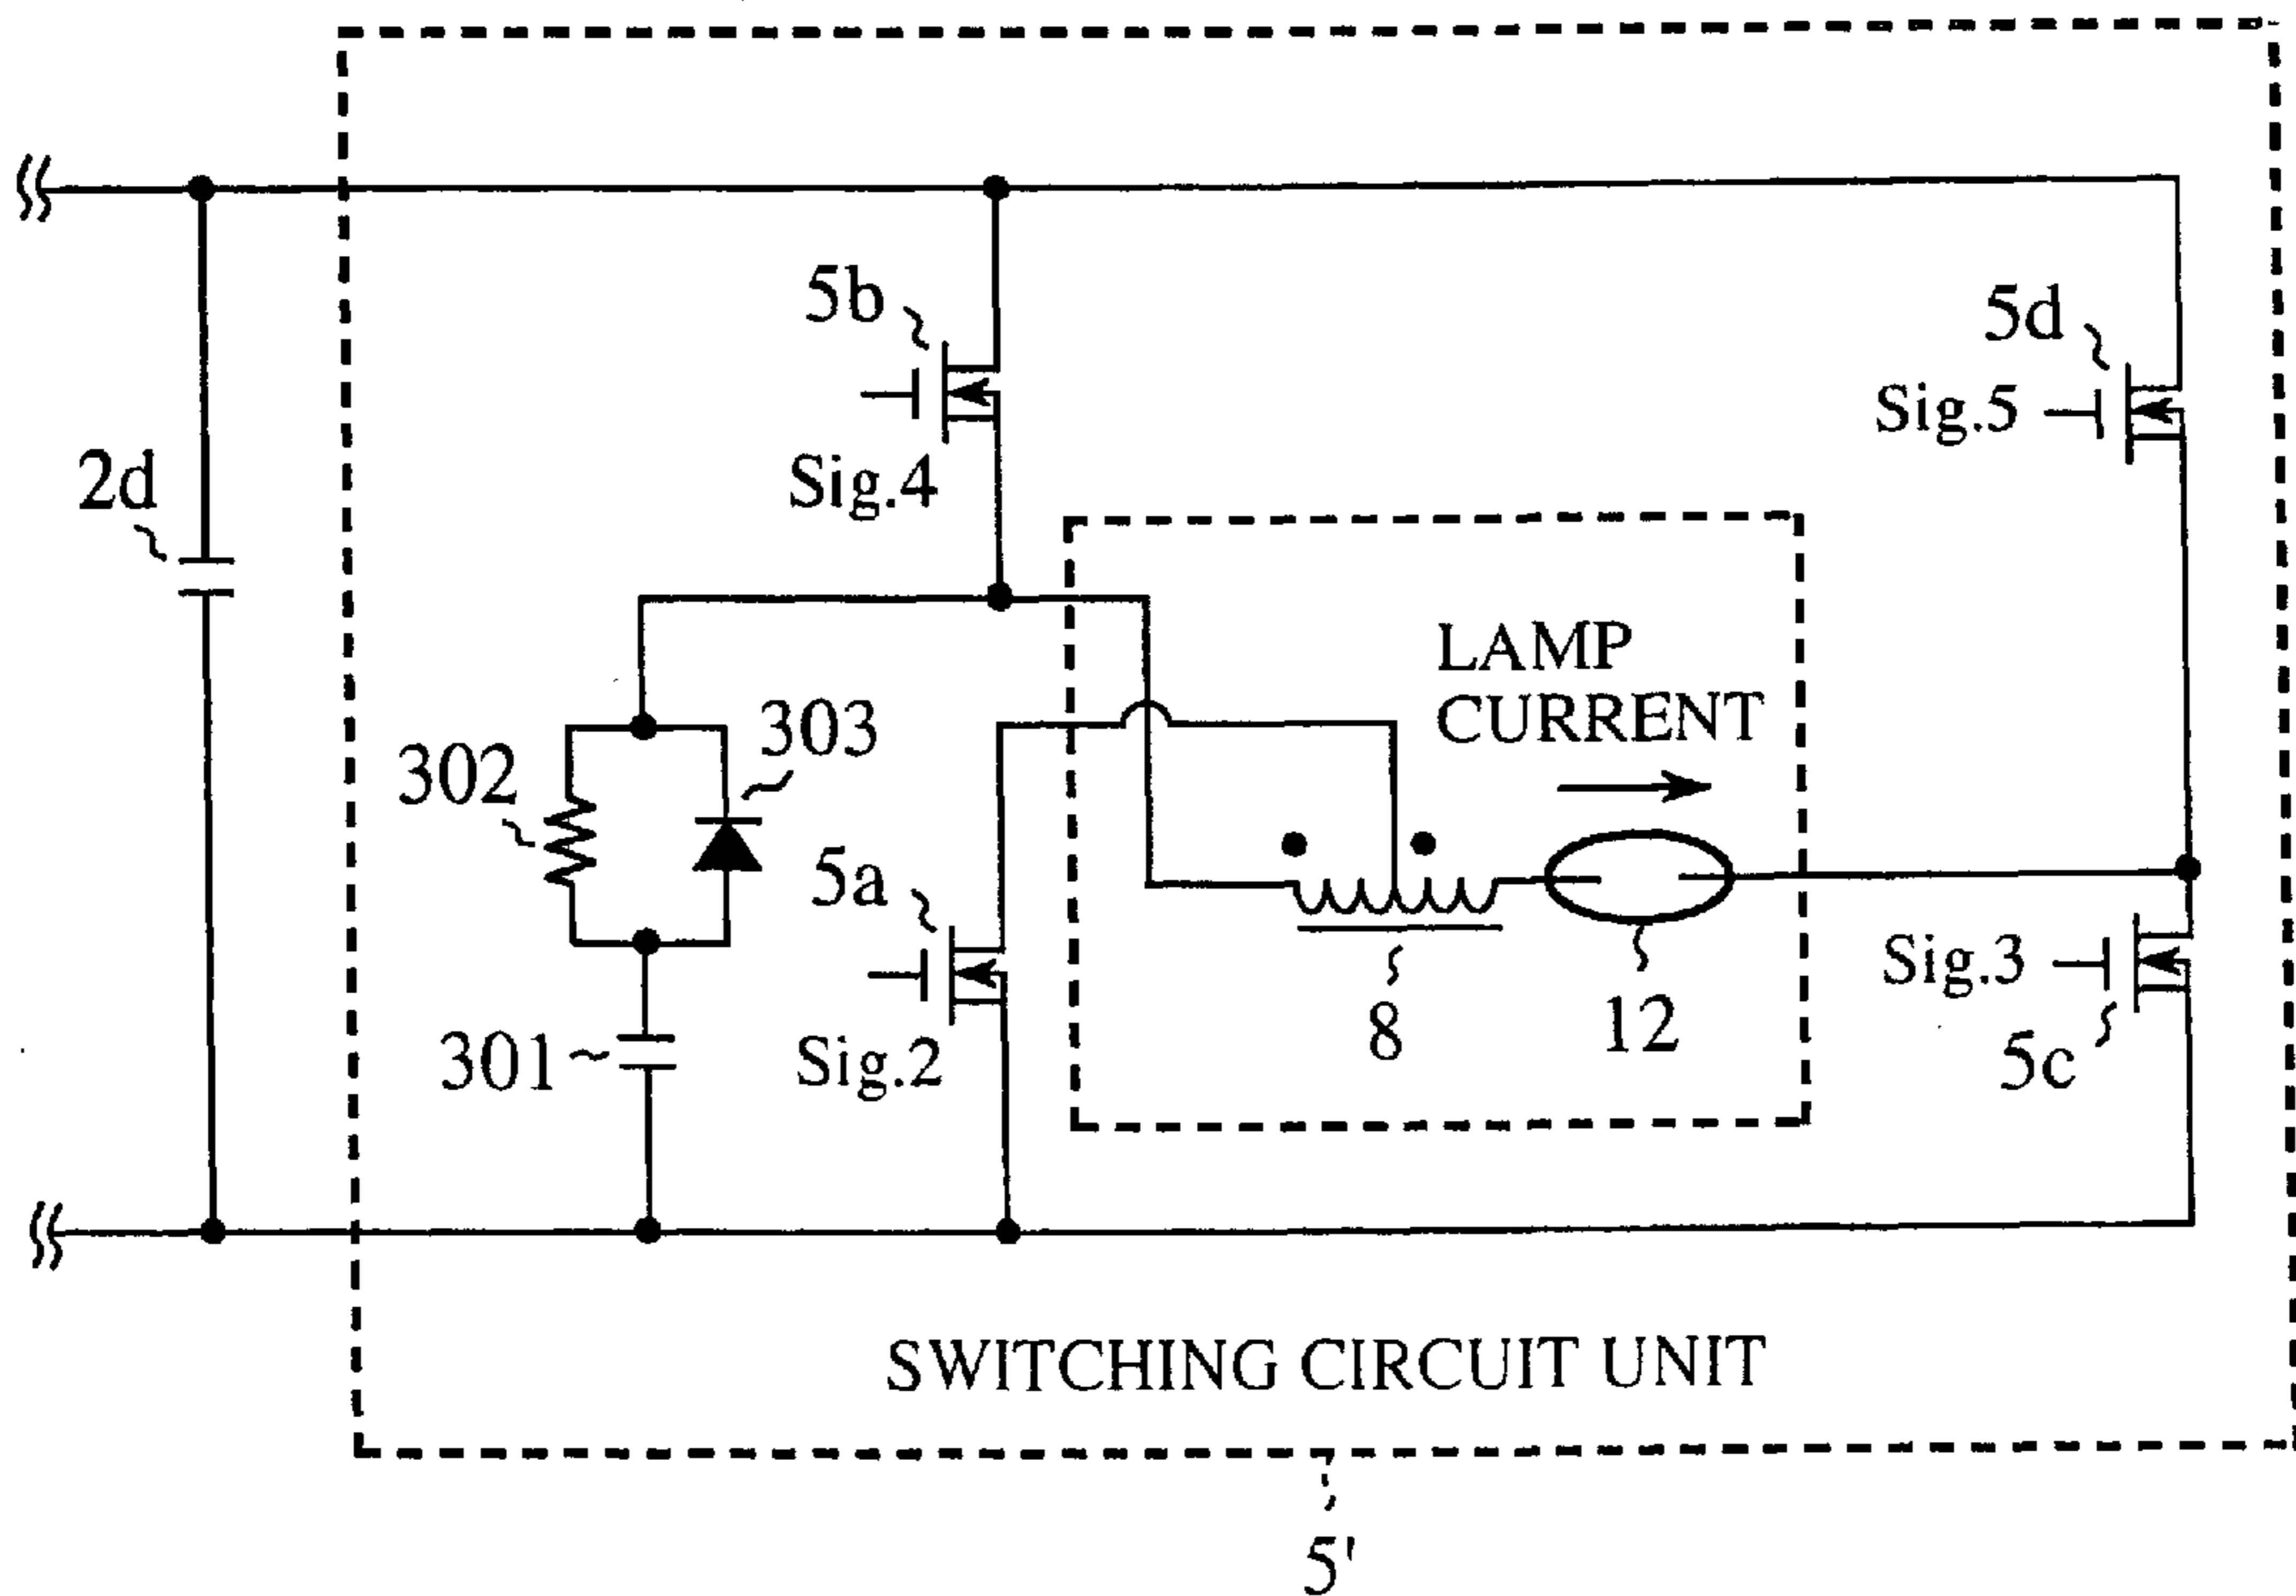 5b
5d
Sig.5
2d
Sig.4
LAMP
CURRENT
303
302
5a
Sig.3
301
Sig.2
8
12
5c
SWITCHING CIRCUIT UNIT
5'